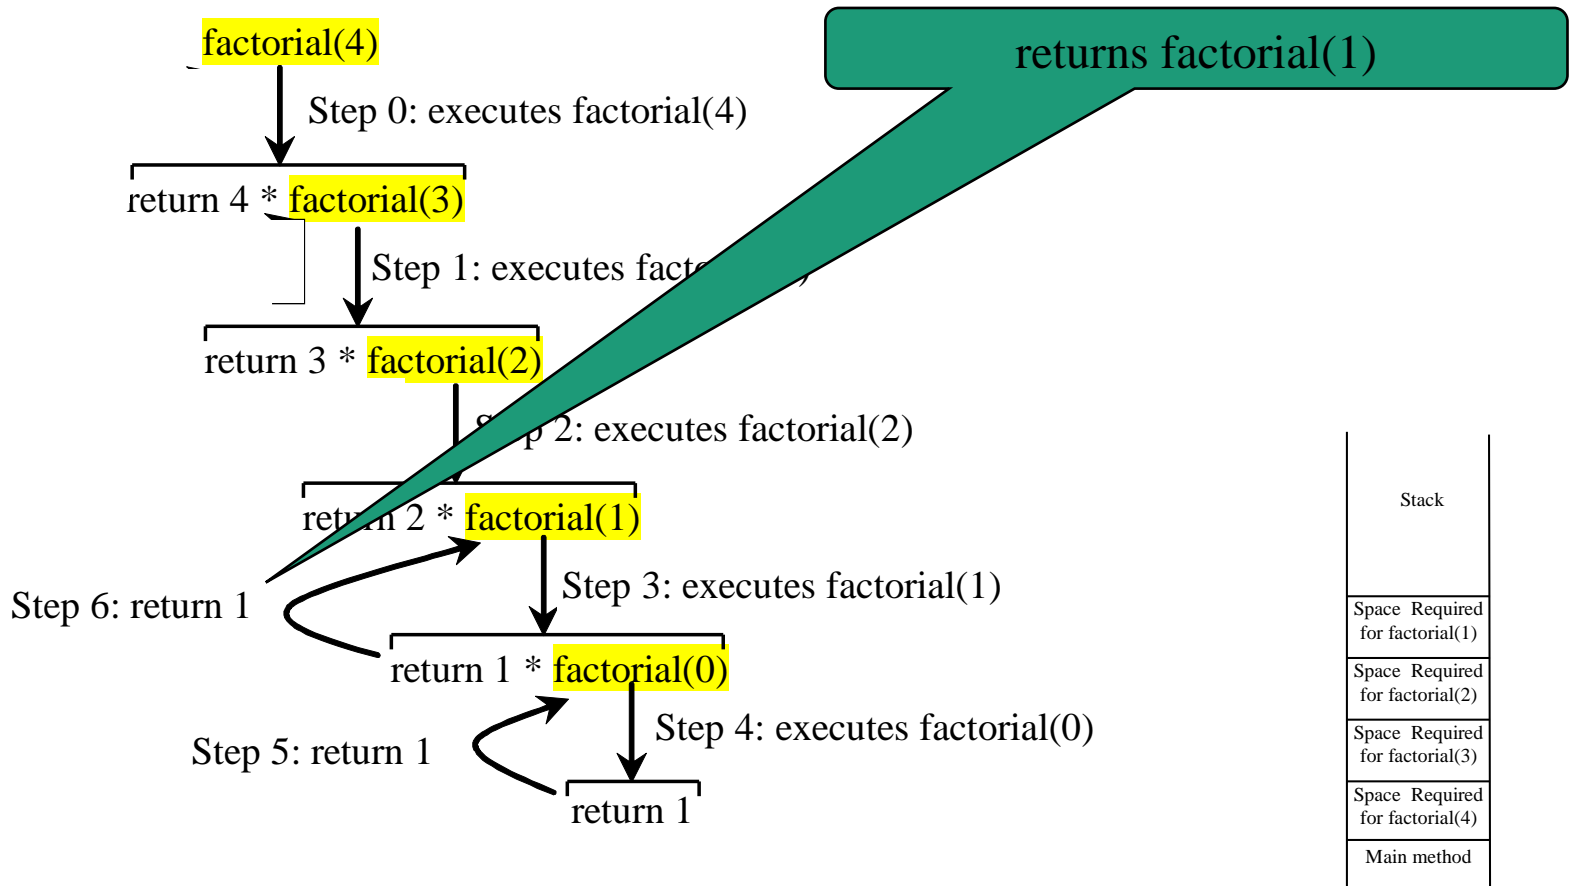 factorial(4)
returns factorial(1)
Step 0: executes factorial(4)
return 4 * factorial(3)
Step 1: executes
return 3 * factorial(2)
2: executes factorial(2)
return 2 * factorial(1)
Step 3: executes factorial(1)
Step 6: return 1
return 1 * factorial(0)
Step 4: executes factorial(0)
Step 5: return 1
return 1
Stack
Space Required
for factorial(1)
Space Required
for factorial(2)
Space Required
for factorial(3)
Space Required
for factorial(4)
Main method